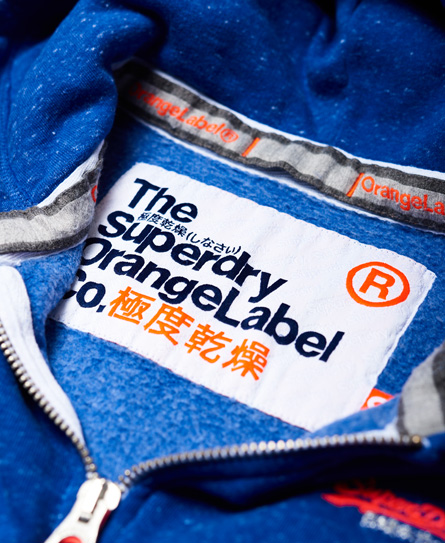 OrangeLabel®
OrangeLa
The
極度乾燥(しなさい)
Superdry
OrangeLabel
Co.極度乾燥
®